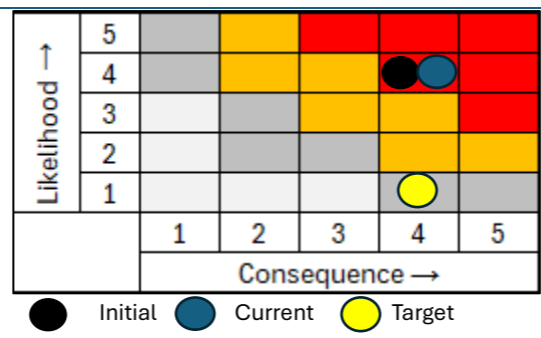 Likelihood →
5
4
3
2
1
1 2 3 4 5
Consequence →
Initial Current Target